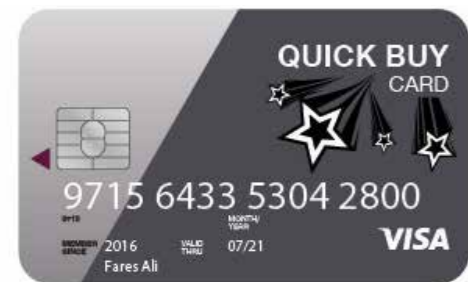 QUICK BUY
CARD
9715 6433 5304 2800
MONTH/
YEAR
MEMBER
SINCE
2016
VALID
THRU
07/21
VISA
Fares Ali